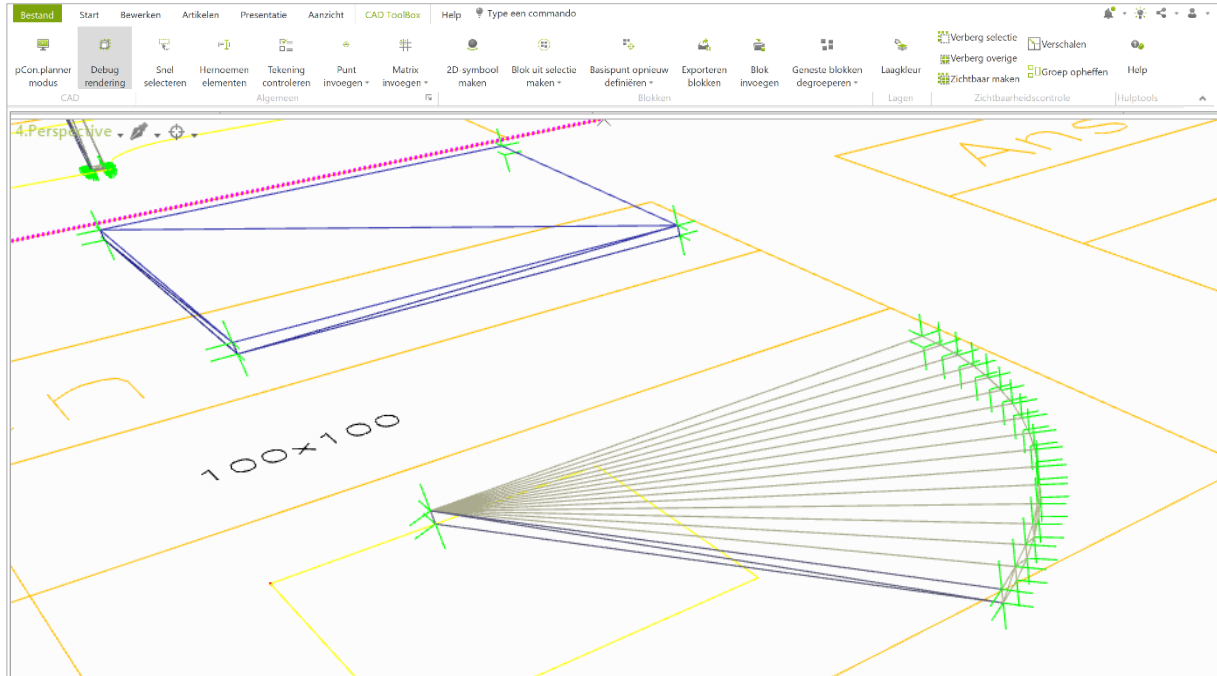 Bestand Start Bewerken Artikelen Presentatie Aanzicht CAD ToolBox Help Type een commando
pCon.planner modus
Debug rendering
Snel selecteren
Hernoemen elementen
Tekening controleren
Punt invoegen
Matrix invoegen
2D-symbool maken
Blok uit selectie maken
Basispunt opnieuw definiëren
Exporteren blokken
Blok invoegen
Geneste blokken degroeperen
Laagkleur
Verberg selectie
Verberg overige
Zichtbaar maken
Verschalen
Groep opheffen
Help
CAD Algemeen Blokken Lagen Zichtbaarheidscontrole Hulptools
4.Perspective
Ans
n
100x100